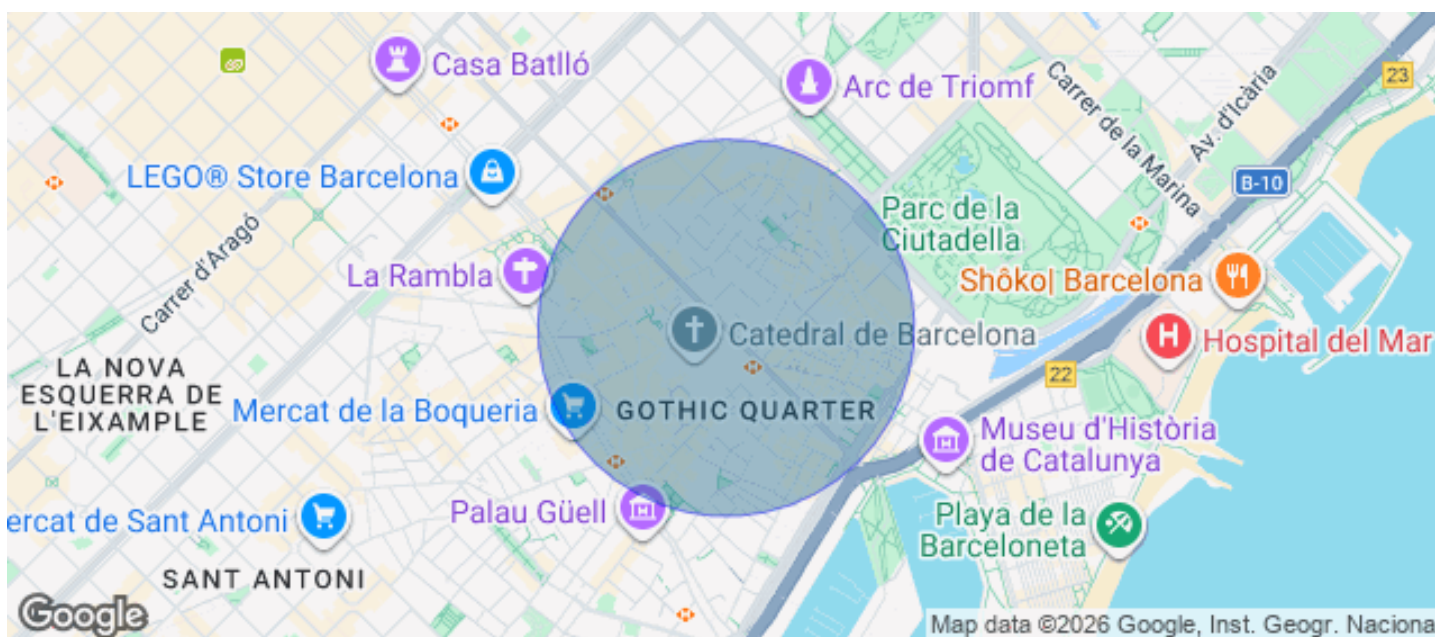 Casa Batlló
Arc de Triomf
Carrer de la Marina
Av. d'Icària
23
LEGO® Store Barcelona
B-10
Carrer d'Aragó
Parc de la
Ciutadella
La Rambla
Shôko| Barcelona
Catedral de Barcelona
H
Hospital del Mar
LA NOVA
ESQUERRA DE
L'EIXAMPLE
22
Mercat de la Boqueria
GOTHIC QUARTER
Museu d'Història
de Catalunya
Palau Güell
ercat de Sant Antoni
Playa de la
Barceloneta
SANT ANTONI
Google
Map data ©2026 Google, Inst. Geogr. Naciona